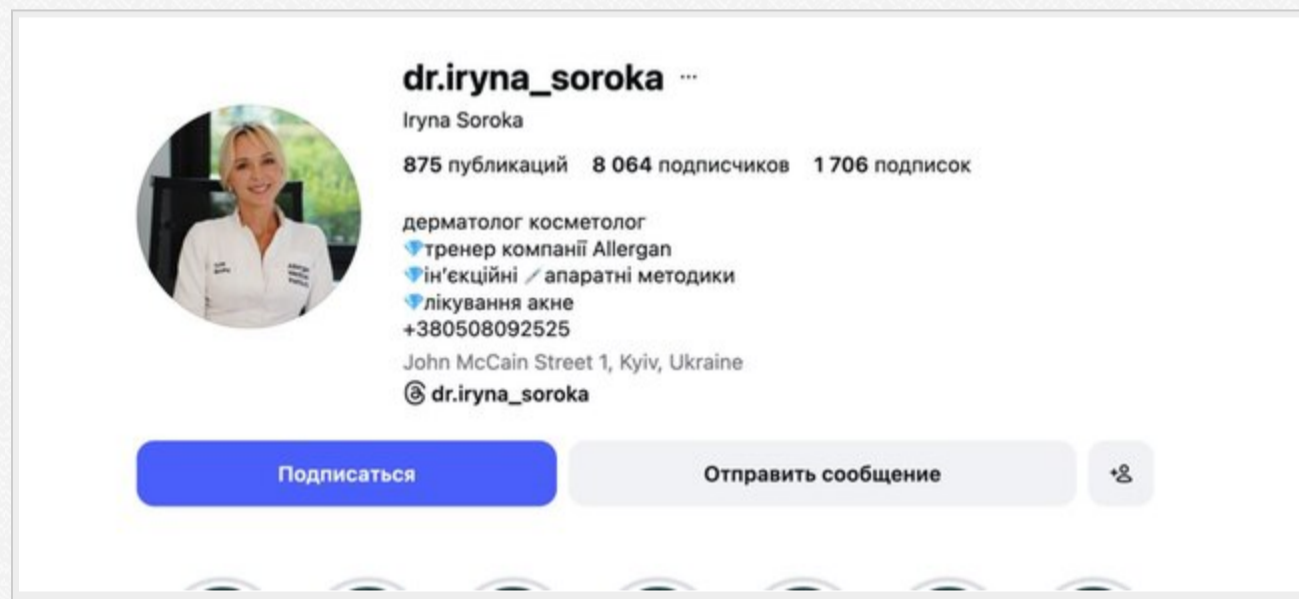 dr.iryna_soroka ...
Iryna Soroka
875 публикаций 8 064 подписчиков 1 706 подписок
дерматолог косметолог
💎тренер компанії Allergan
💎ін'єкційні 💉апаратні методики
💎лікування акне
+380508092525
John McCain Street 1, Kyiv, Ukraine
dr.iryna_soroka
Подписаться
Отправить сообщение